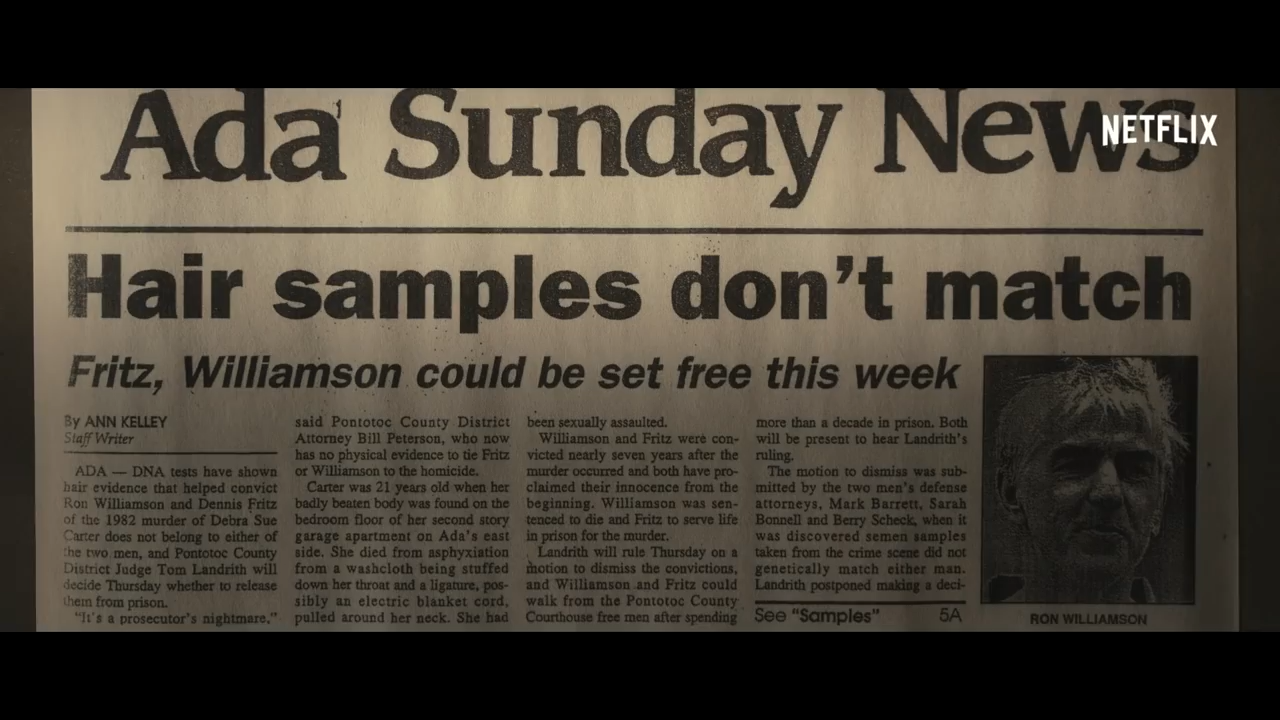 Ada Sunday News
NETFLIX
Hair samples don't match
Fritz, Williamson could be set free this week
By ANN KELLEY
Staff Writer
ADA — DNA tests have shown
hair evidence that helped convict
Ron Williamson and Dennis Fritz
of the 1982 murder of Debra Sue
Carter does not belong to either of
the two men, and Pontotoc County
District Judge Tom Landrith will
decide Thursday whether to release
them from prison.
"It's a prosecutor's nightmare,"
said Pontotoc County District
Attorney Bill Peterson, who now
has no physical evidence to tie Fritz
or Williamson to the homicide.
Carter was 21 years old when her
badly beaten body was found on the
bedroom floor of her second story
garage apartment on Ada's east
side. She died from asphyxiation
from a washcloth being stuffed
down her throat and a ligature, pos-
sibly an electric blanket cord,
pulled around her neck. She had
been sexually assaulted.
Williamson and Fritz were con-
victed nearly seven years after the
murder occurred and both have pro-
claimed their innocence from the
beginning. Williamson was sen-
tenced to die and Fritz to serve life
in prison for the murder.
Landrith will rule Thursday on a
motion to dismiss the convictions,
and Williamson and Fritz could
walk from the Pontotoc County
Courthouse free men after spending
more than a decade in prison. Both
will be present to hear Landrith's
ruling.
The motion to dismiss was sub-
mitted by the two men's defense
attorneys, Mark Barrett, Sarah
Bonnell and Berry Scheck, when it
was discovered semen samples
taken from the crime scene did not
genetically match either man.
Landrith postponed making a deci-
See "Samples" 5A
RON WILLIAMSON